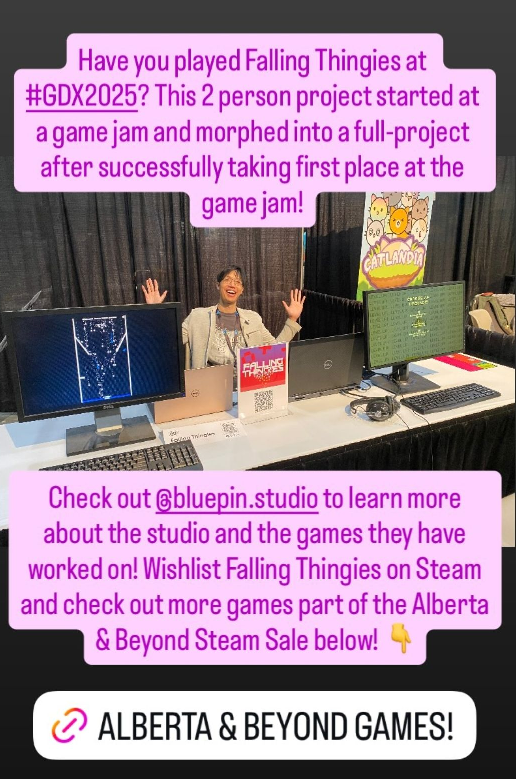 Have you played Falling Thingies at
#GDX2025? This 2 person project started at
a game jam and morphed into a full-project
after successfully taking first place at the
game jam!
CATLANDIA
FALLING
THINGIES
Falling Thingies
Check out @bluepin.studio to learn more
about the studio and the games they have
worked on! Wishlist Falling Thingies on Steam
and check out more games part of the Alberta
& Beyond Steam Sale below! 👇
ALBERTA & BEYOND GAMES!